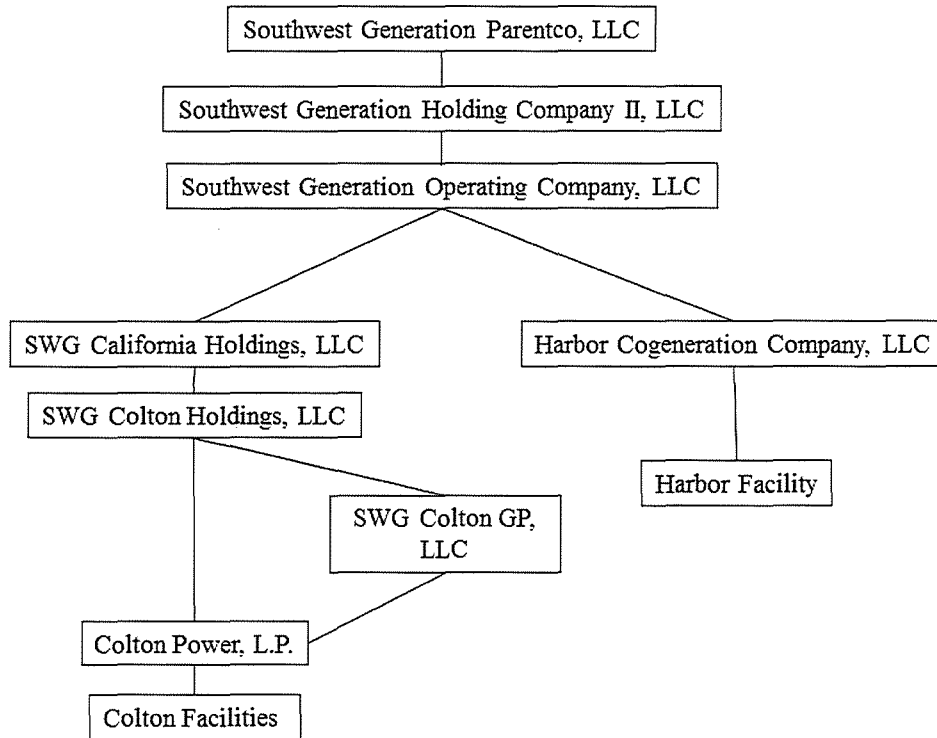 Southwest Generation Parentco, LLC
Southwest Generation Holding Company II, LLC
Southwest Generation Operating Company, LLC
SWG California Holdings, LLC
Harbor Cogeneration Company, LLC
SWG Colton Holdings, LLC
Harbor Facility
SWG Colton GP,
LLC
Colton Power, L.P.
Colton Facilities